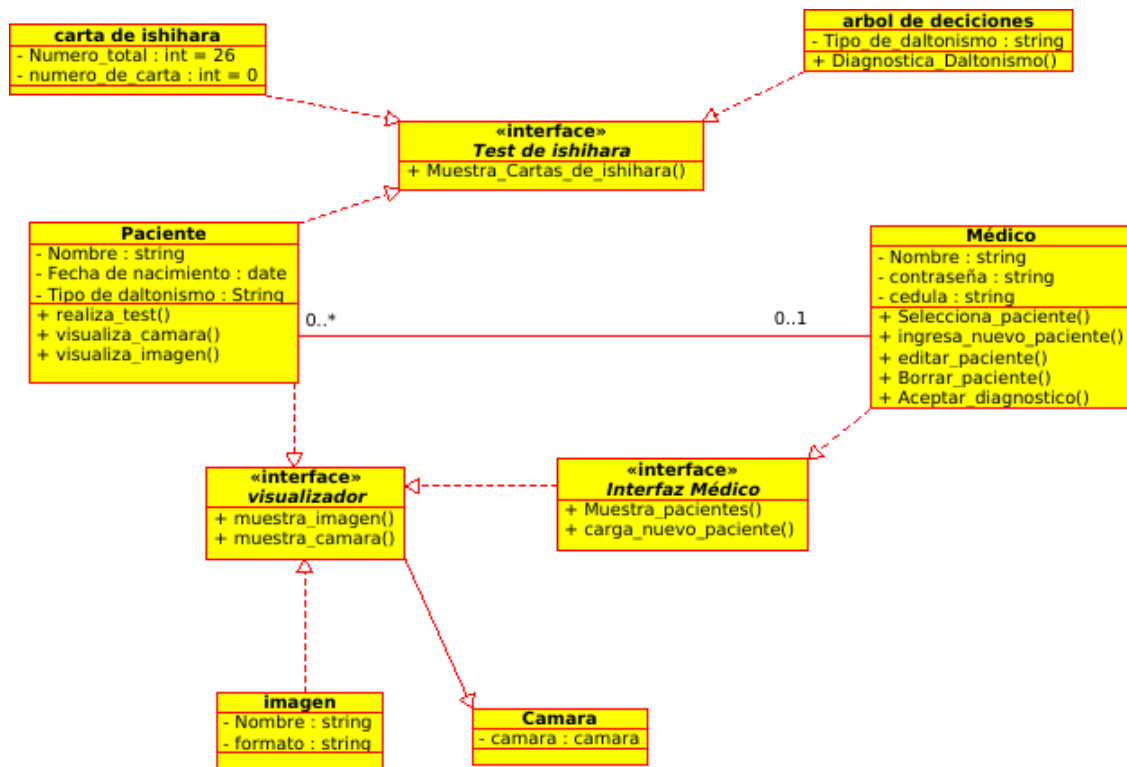 carta de ishihara
- Numero_total : int = 26
- numero_de_carta : int = 0
arbol de deciciones
- Tipo_de_daltonismo : string
+ Diagnostica_Daltonismo()
«interface»
Test de ishihara
+ Muestra_Cartas_de_ishihara()
Paciente
- Nombre : string
- Fecha de nacimiento : date
- Tipo de daltonismo : String
+ realiza_test()
+ visualiza_camara()
+ visualiza_imagen()
0..*
0..1
Médico
- Nombre : string
- contraseña : string
- cedula : string
+ Selecciona_paciente()
+ ingresa_nuevo_paciente()
+ editar_paciente()
+ Borrar_paciente()
+ Aceptar_diagnostico()
«interface»
visualizador
+ muestra_imagen()
+ muestra_camara()
«interface»
Interfaz Médico
+ Muestra_pacientes()
+ carga_nuevo_paciente()
imagen
- Nombre : string
- formato : string
Camara
- camara : camara